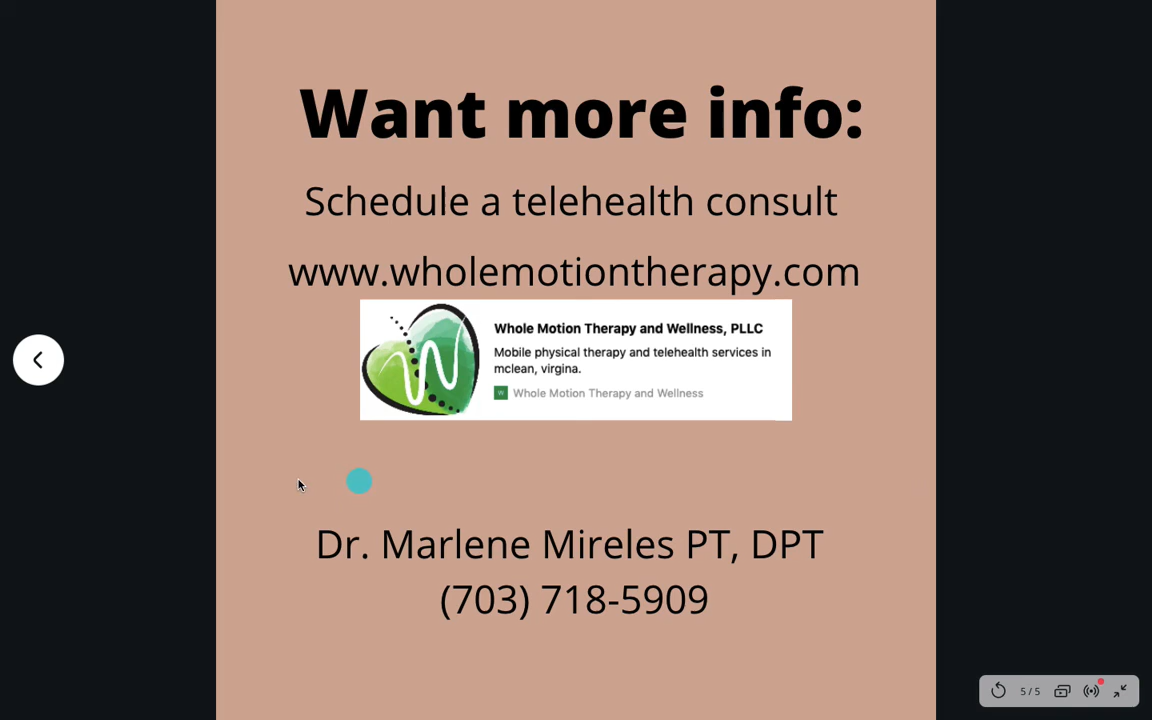 Want more info:
Schedule a telehealth consult
www.wholemotiontherapy.com
W
Whole Motion Therapy and Wellness, PLLC
Mobile physical therapy and telehealth services in
mclean, virgina.
W Whole Motion Therapy and Wellness
Dr. Marlene Mireles PT, DPT
(703) 718-5909
5/5